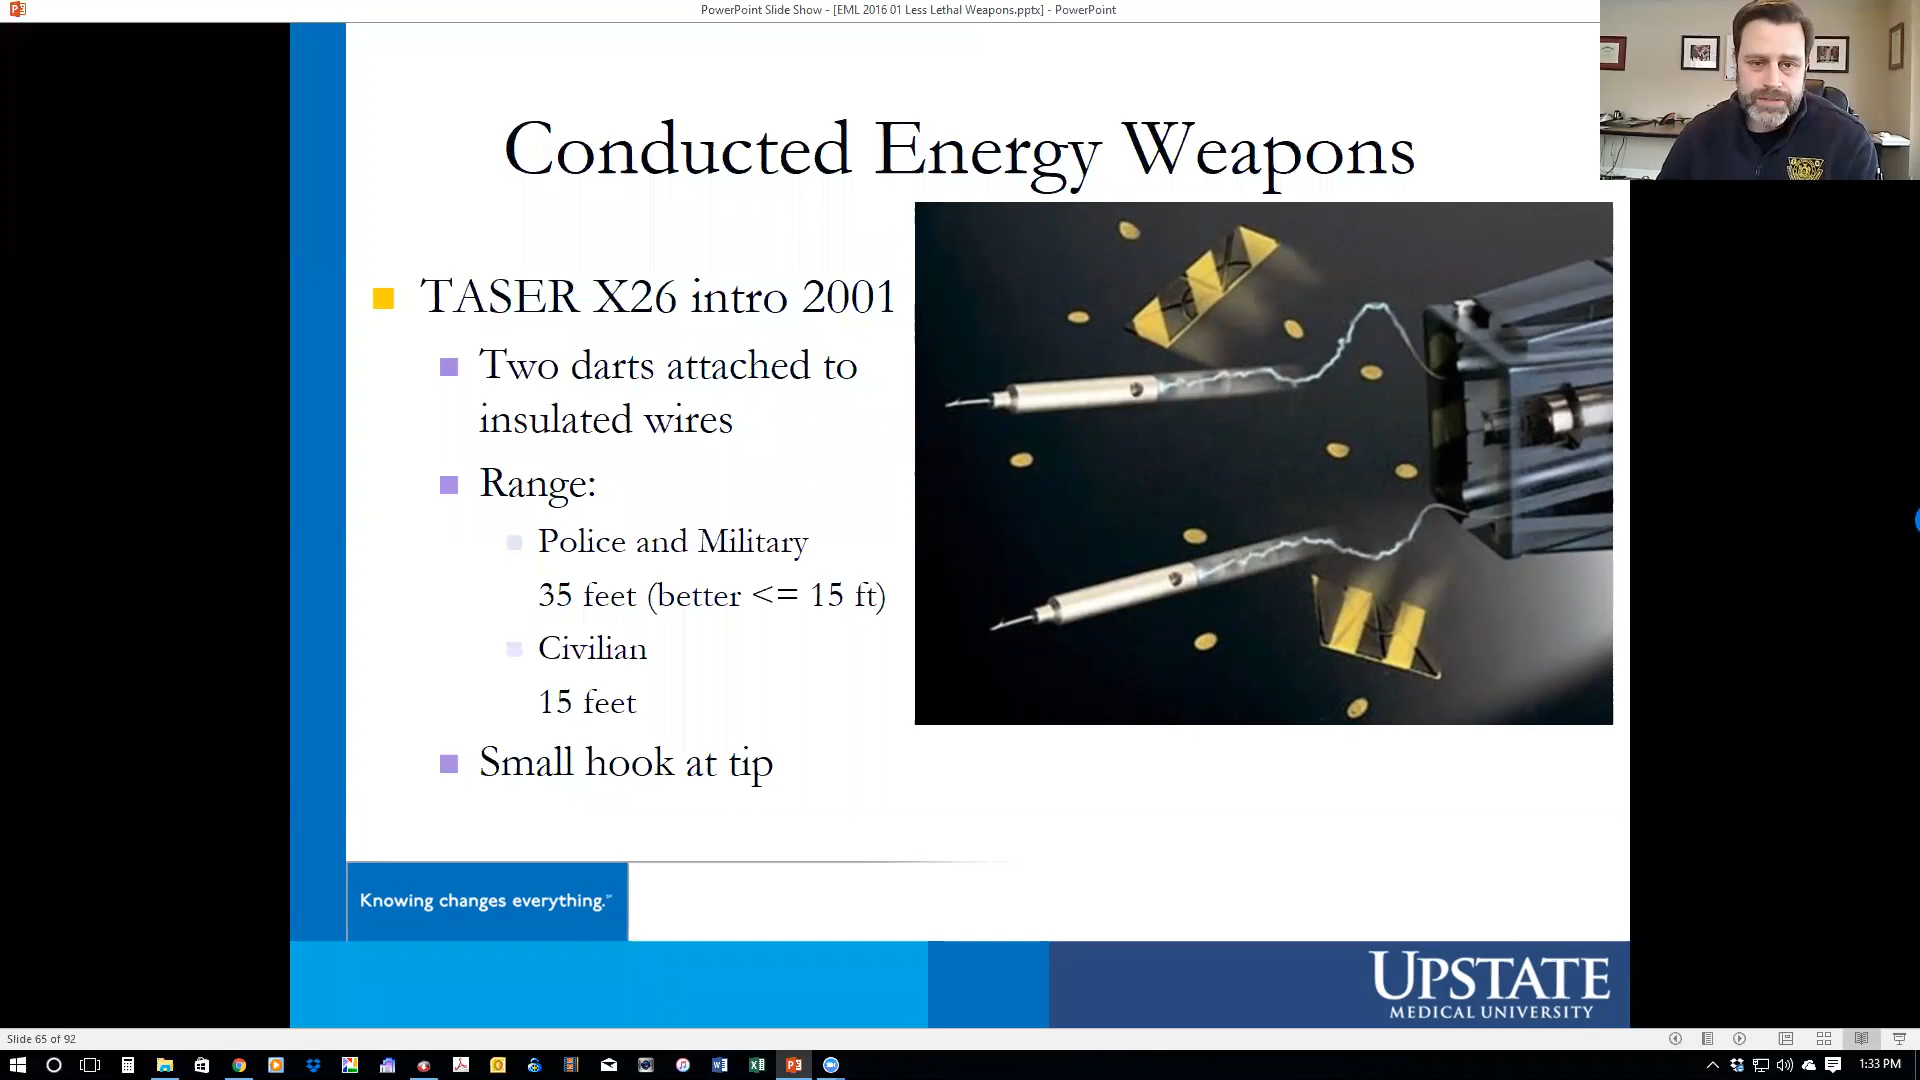 PowerPoint Slide Show - [EML 2016 01 Less Lethal Weapons.pptx] - PowerPoint
Conducted Energy Weapons
TASER X26 intro 2001
Two darts attached to
insulated wires
Range:
Police and Military
35 feet (better <= 15 ft)
Civilian
15 feet
Small hook at tip
Knowing changes everything.℠
UPSTATE
MEDICAL UNIVERSITY
Slide 65 of 92
1:33 PM